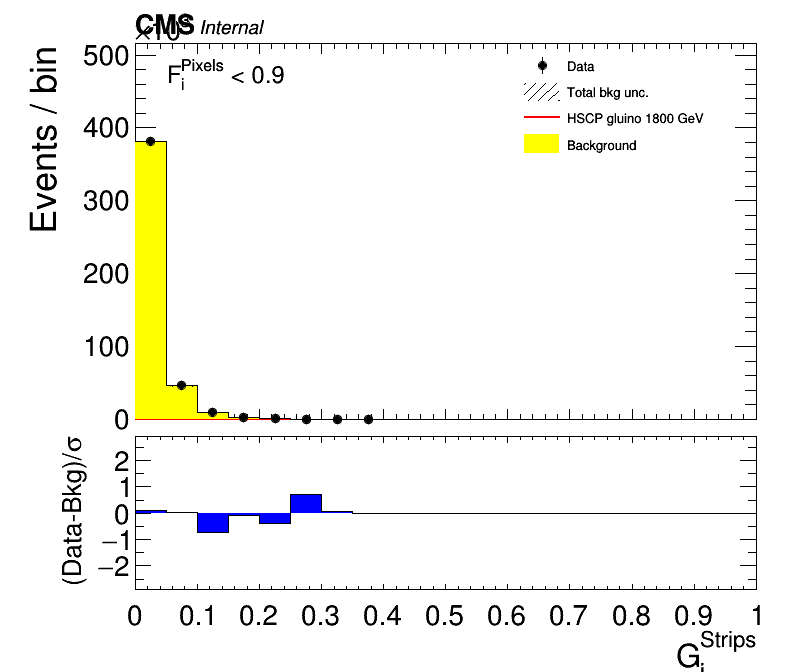 CMS Internal
×10³
F_i^Pixels < 0.9
Data
Total bkg unc.
HSCP gluino 1800 GeV
Background
Events / bin
500
400
300
200
100
0
(Data-Bkg)/σ
2
1
0
−1
−2
0 0.1 0.2 0.3 0.4 0.5 0.6 0.7 0.8 0.9 1
G_i^Strips